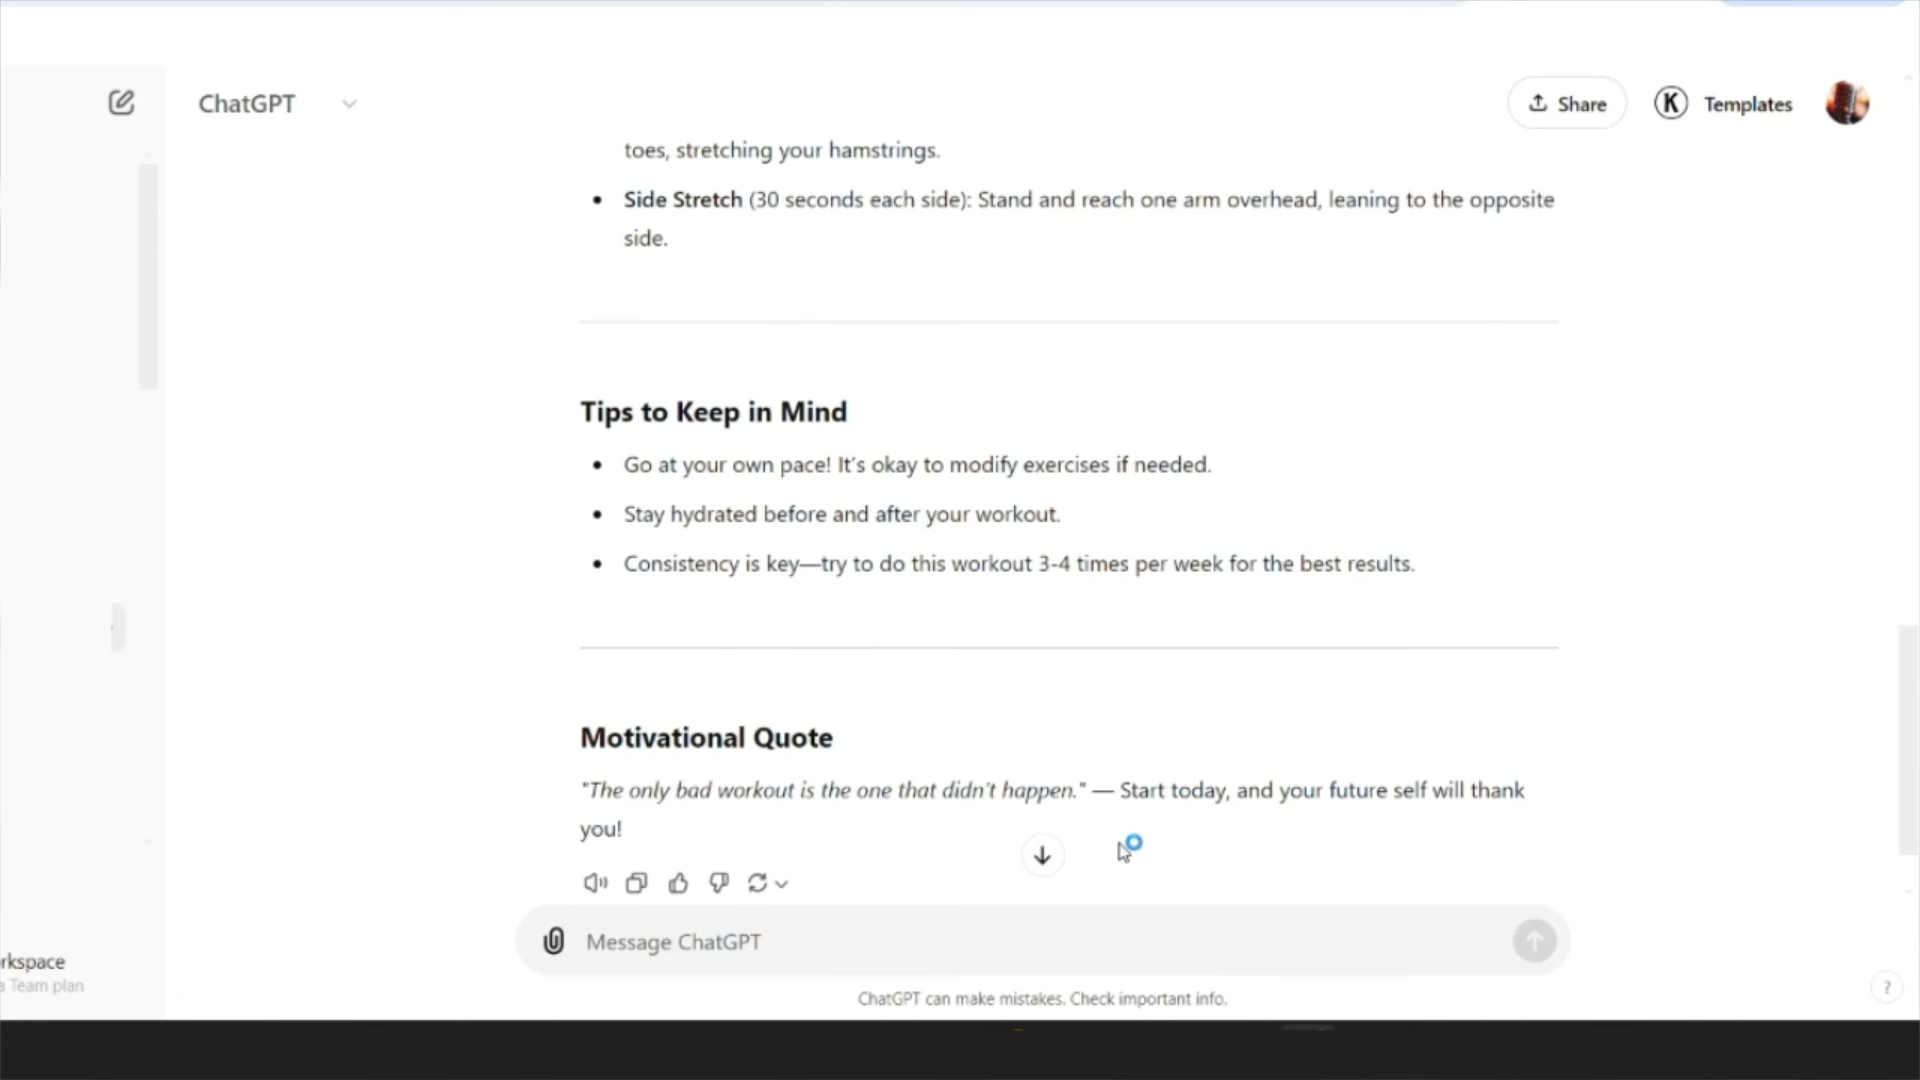 ChatGPT
Share
K
Templates
toes, stretching your hamstrings.
• Side Stretch (30 seconds each side): Stand and reach one arm overhead, leaning to the opposite
side.
Tips to Keep in Mind
• Go at your own pace! It's okay to modify exercises if needed.
• Stay hydrated before and after your workout.
• Consistency is key—try to do this workout 3-4 times per week for the best results.
Motivational Quote
"The only bad workout is the one that didn't happen." — Start today, and your future self will thank
you!
Message ChatGPT
rkspace
a Team plan
ChatGPT can make mistakes. Check important info.
?